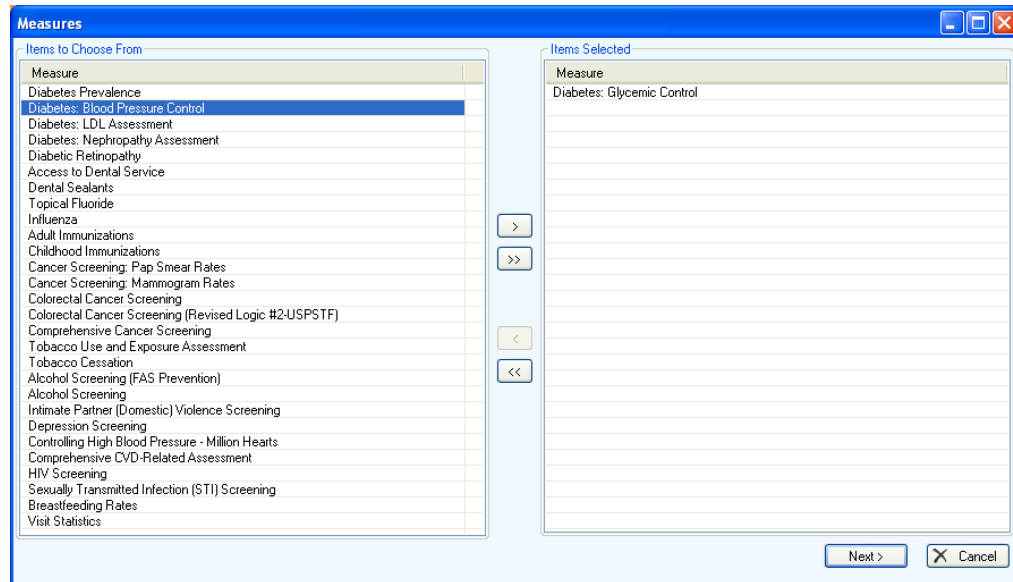 Measures
Items to Choose From
Measure
Diabetes Prevalence
Diabetes: Blood Pressure Control
Diabetes: LDL Assessment
Diabetes: Nephropathy Assessment
Diabetic Retinopathy
Access to Dental Service
Dental Sealants
Topical Fluoride
Influenza
Adult Immunizations
Childhood Immunizations
Cancer Screening: Pap Smear Rates
Cancer Screening: Mammogram Rates
Colorectal Cancer Screening
Colorectal Cancer Screening (Revised Logic #2-USPSTF)
Comprehensive Cancer Screening
Tobacco Use and Exposure Assessment
Tobacco Cessation
Alcohol Screening (FAS Prevention)
Alcohol Screening
Intimate Partner (Domestic) Violence Screening
Depression Screening
Controlling High Blood Pressure - Million Hearts
Comprehensive CVD-Related Assessment
HIV Screening
Sexually Transmitted Infection (STI) Screening
Breastfeeding Rates
Visit Statistics
>
>>
<
<<
Items Selected
Measure
Diabetes: Glycemic Control
Next >
Cancel